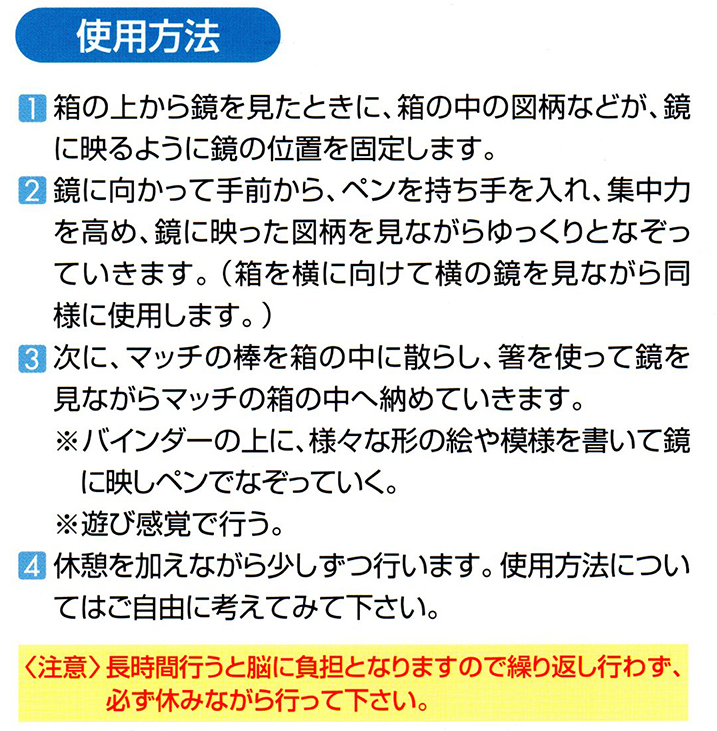 使用方法
1 箱の上から鏡を見たときに、箱の中の図柄などが、鏡
に映るように鏡の位置を固定します。
2 鏡に向かって手前から、ペンを持ち手を入れ、集中力
を高め、鏡に映った図柄を見ながらゆっくりとなぞっ
ていきます。（箱を横に向けて横の鏡を見ながら同
様に使用します。）
3 次に、マッチの棒を箱の中に散らし、箸を使って鏡を
見ながらマッチの箱の中へ納めていきます。
※バインダーの上に、様々な形の絵や模様を書いて鏡
に映しペンでなぞっていく。
※遊び感覚で行う。
4 休憩を加えながら少しずつ行います。使用方法につい
てはご自由に考えてみて下さい。
〈注意〉長時間行うと脳に負担となりますので繰り返し行わず、
必ず休みながら行って下さい。